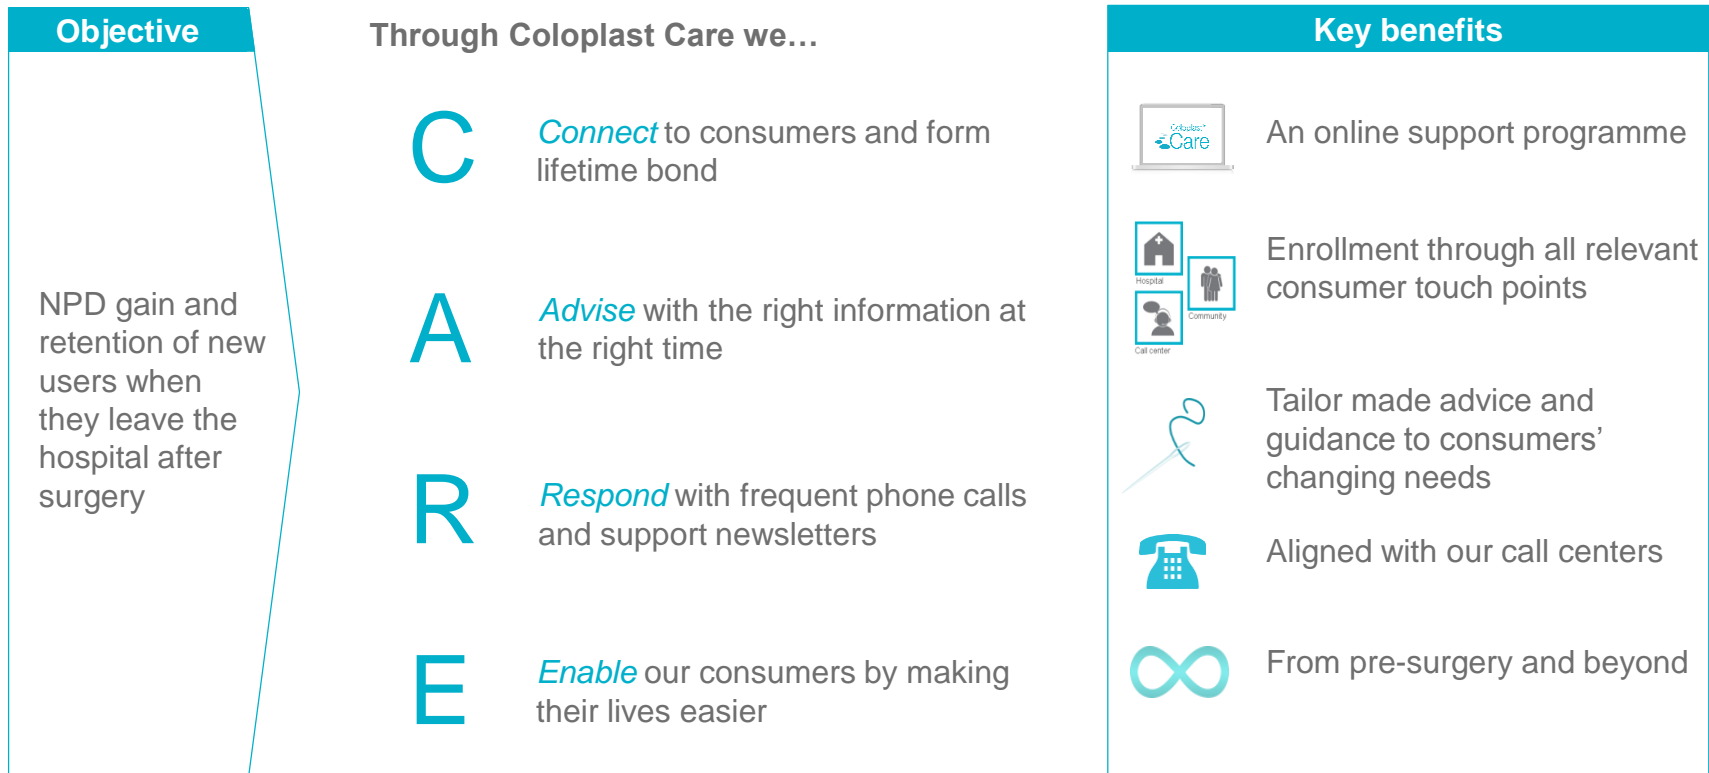 Objective
NPD gain and
retention of new
users when
they leave the
hospital after
surgery
Through Coloplast Care we…
C
Connect to consumers and form
lifetime bond
A
Advise with the right information at
the right time
R
Respond with frequent phone calls
and support newsletters
E
Enable our consumers by making
their lives easier
Key benefits
Coloplast
Care
An online support programme
Hospital
Community
Call center
Enrollment through all relevant
consumer touch points
Tailor made advice and
guidance to consumers’
changing needs
Aligned with our call centers
From pre-surgery and beyond